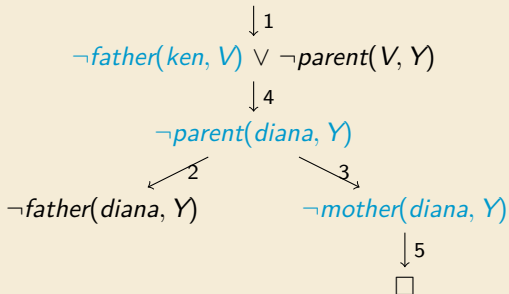 1
¬father(ken, V) ∨ ¬parent(V, Y)
4
¬parent(diana, Y)
2 3
¬father(diana, Y) ¬mother(diana, Y)
5
□